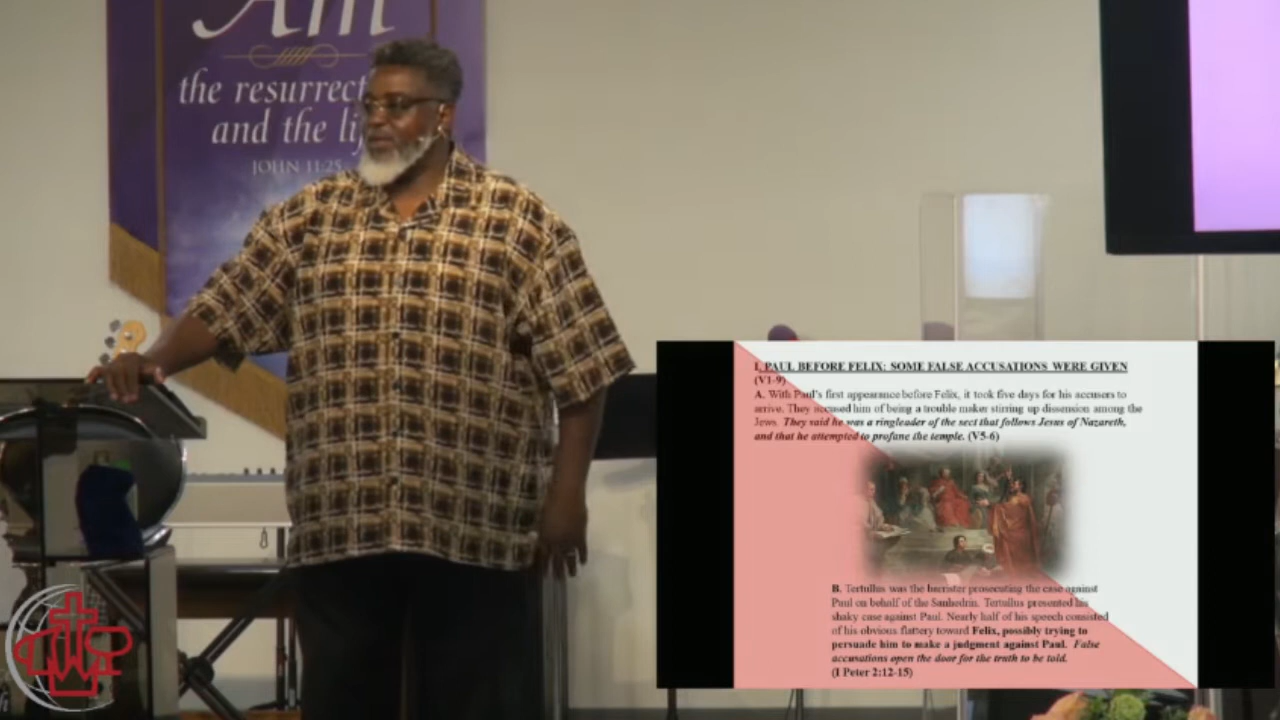 Am
the resurrect
and the li
JOHN 11:25
I. PAUL BEFORE FELIX: SOME FALSE ACCUSATIONS WERE GIVEN
(V1-9)
A. With Paul's first appearance before Felix, it took five days for his accusers to
arrive. They accused him of being a trouble maker stirring up dissension among the
Jews. They said he was a ringleader of the sect that follows Jesus of Nazareth,
and that he attempted to profane the temple. (V5-6)
B. Tertullus was the barrister prosecuting the case against
Paul on behalf of the Sanhedrin. Tertullus presented his
shaky case against Paul. Nearly half of his speech consisted
of his obvious flattery toward Felix, possibly trying to
persuade him to make a judgment against Paul. False
accusations open the door for the truth to be told.
(I Peter 2:12-15)